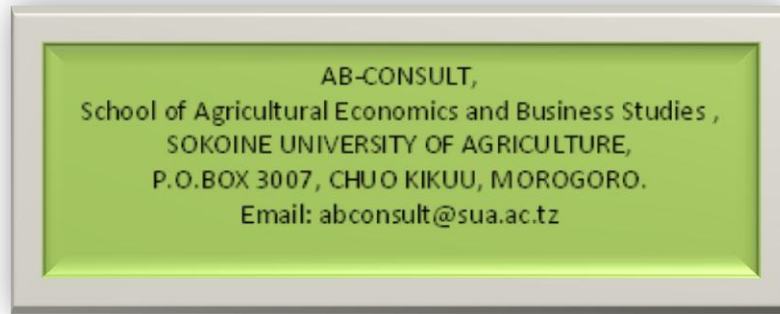 AB-CONSULT,
School of Agricultural Economics and Business Studies ,
SOKOINE UNIVERSITY OF AGRICULTURE,
P.O.BOX 3007, CHUO KIKUU, MOROGORO.
Email: abconsult@sua.ac.tz